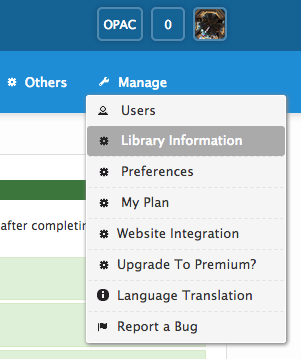 OPAC 0
Others Manage
Users
Library Information
Preferences
after completin
My Plan
Website Integration
Upgrade To Premium?
Language Translation
Report a Bug